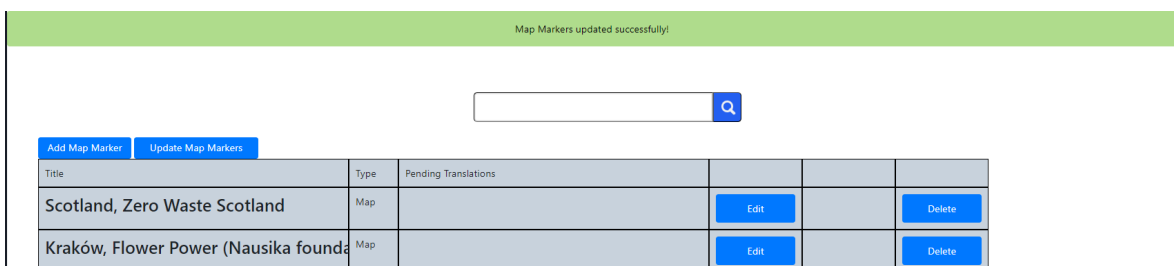 Map Markers updated successfully!
Add Map Marker Update Map Markers
Title Type Pending Translations
Scotland, Zero Waste Scotland Map Edit Delete
Kraków, Flower Power (Nausika founda Map Edit Delete